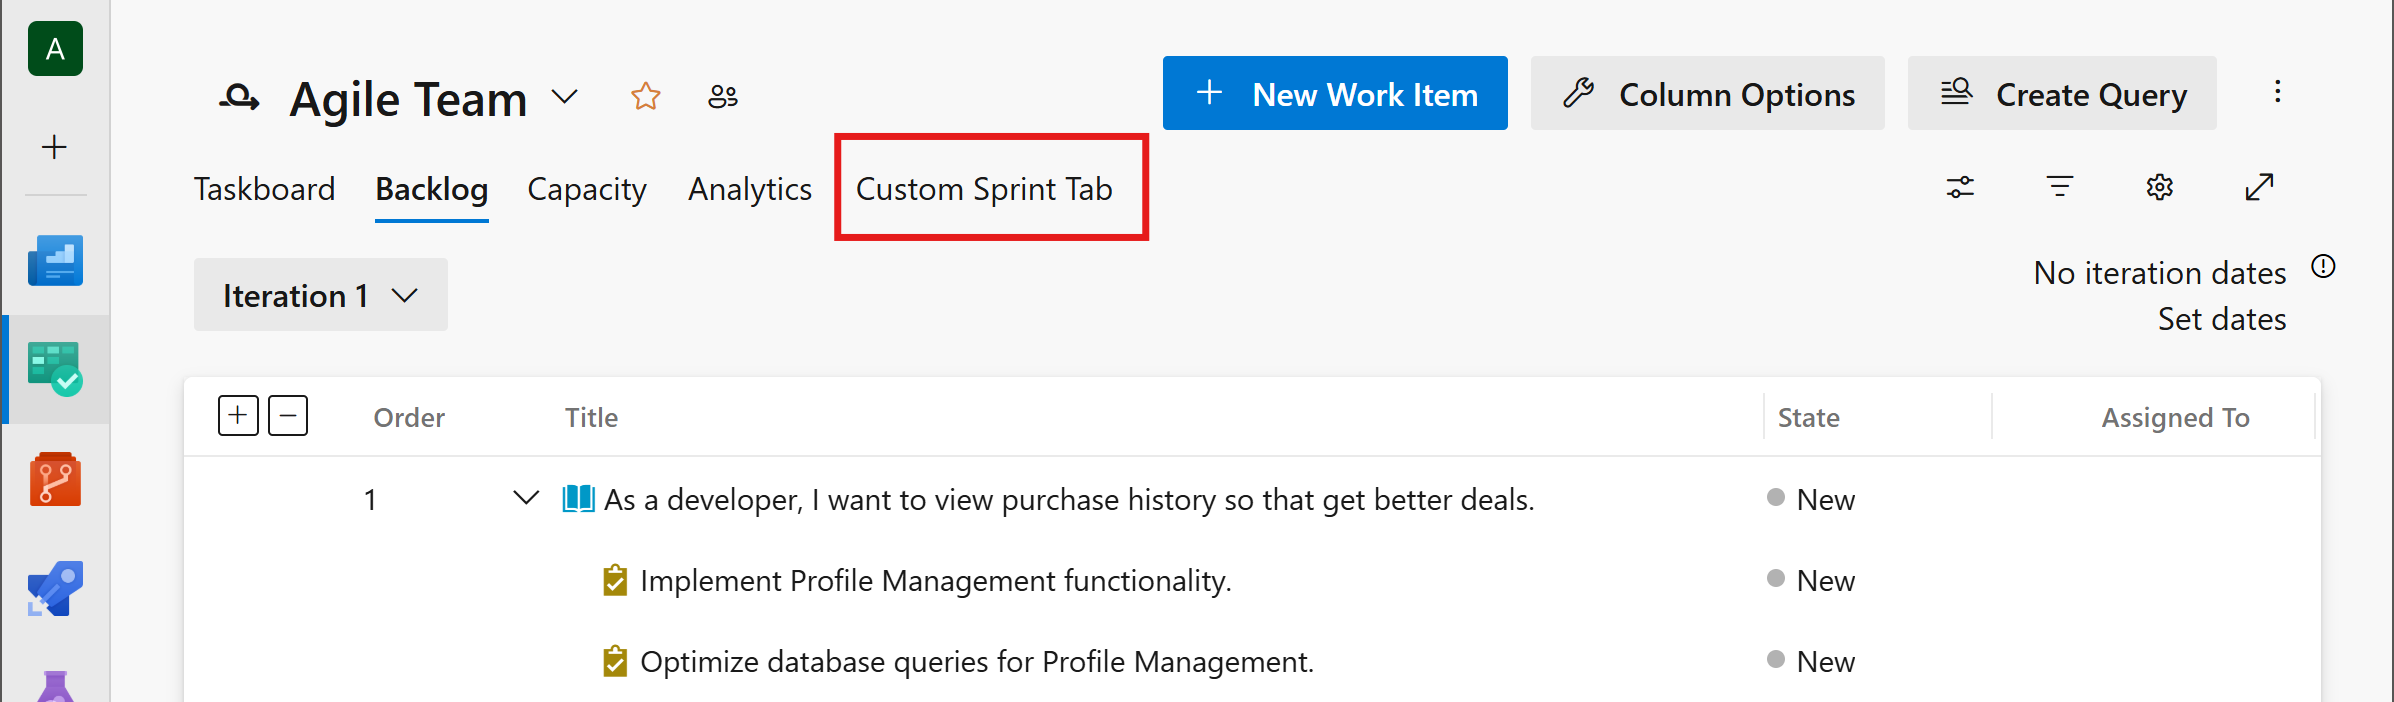 A
Agile Team
New Work Item
Column Options
Create Query
Taskboard Backlog Capacity Analytics Custom Sprint Tab
Iteration 1
No iteration dates
Set dates
Order Title State Assigned To
1 As a developer, I want to view purchase history so that get better deals. New
Implement Profile Management functionality. New
Optimize database queries for Profile Management. New